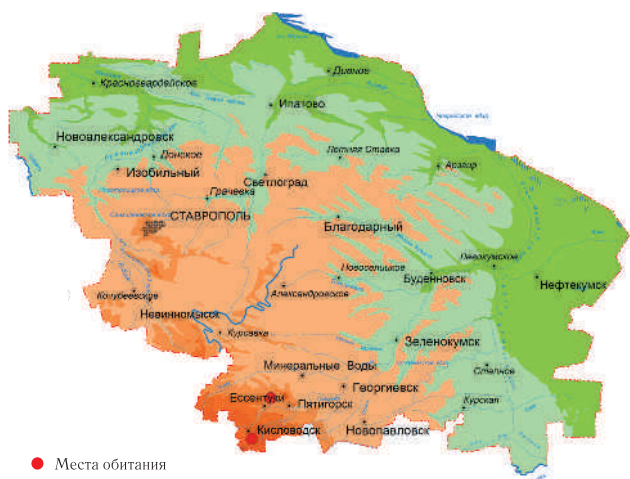 Дивное
Красногвардейское
Ипатово
Новоалександровск
Летняя Ставка
Донское
Арзгир
Изобильный
Светлоград
Грачевка
СТАВРОПОЛЬ
Благодарный
Левокумское
Новоселицкое
Буденновск
Нефтекумск
Александровское
Кочубеевское
Невинномысск
Курсавка
Зеленокумск
Минеральные Воды
Степное
Георгиевск
Ессентуки
Пятигорск
Курская
Кисловодск
Новопавловск
Места обитания